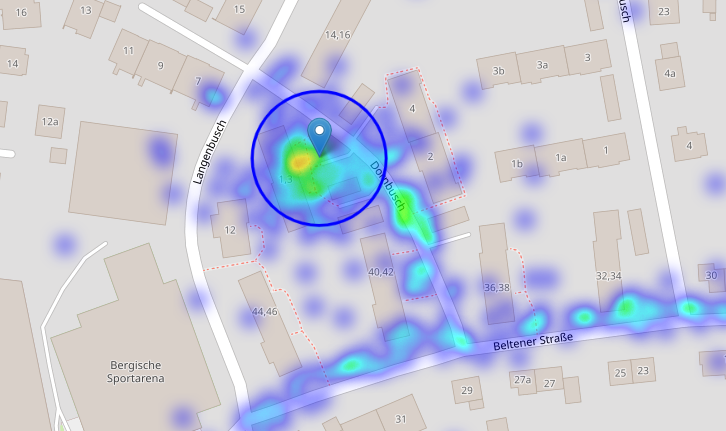 16
13
15
usch
23
14,16
11
9
7
14
3b
3a
3
4a
12a
4
2
Langenbusch
1,3
Dornbusch
1b
1a
1
4
12
40,42
36,38
32,34
30
44,46
Beltener Straße
Bergische
Sportarena
29
27a
27
25
23
31